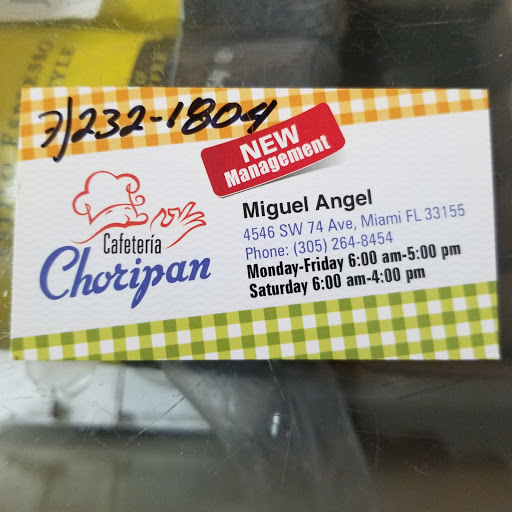 7)232-1804
NEW
Management
Cafetería
Choripan
Miguel Angel
4546 SW 74 Ave, Miami FL 33155
Phone: (305) 264-8454
Monday-Friday 6:00 am-5:00 pm
Saturday 6:00 am-4:00 pm